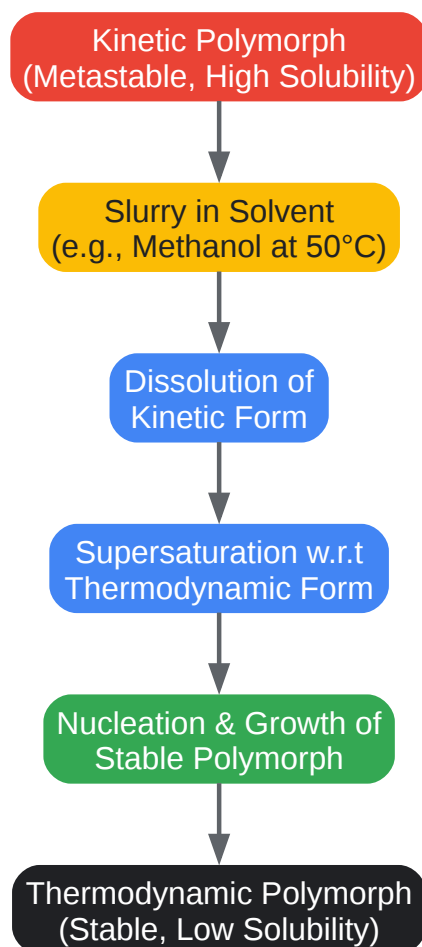 Kinetic Polymorph
(Metastable, High Solubility)
Slurry in Solvent
(e.g., Methanol at 50°C)
Dissolution of
Kinetic Form
Supersaturation w.r.t
Thermodynamic Form
Nucleation & Growth of
Stable Polymorph
Thermodynamic Polymorph
(Stable, Low Solubility)